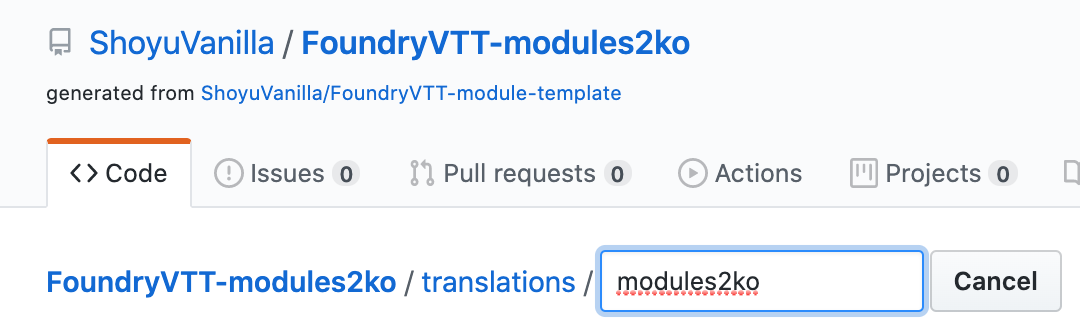 ShoyuVanilla / FoundryVTT-modules2ko
generated from ShoyuVanilla/FoundryVTT-module-template
<> Code Issues 0 Pull requests 0 Actions Projects 0
FoundryVTT-modules2ko / translations / modules2ko Cancel